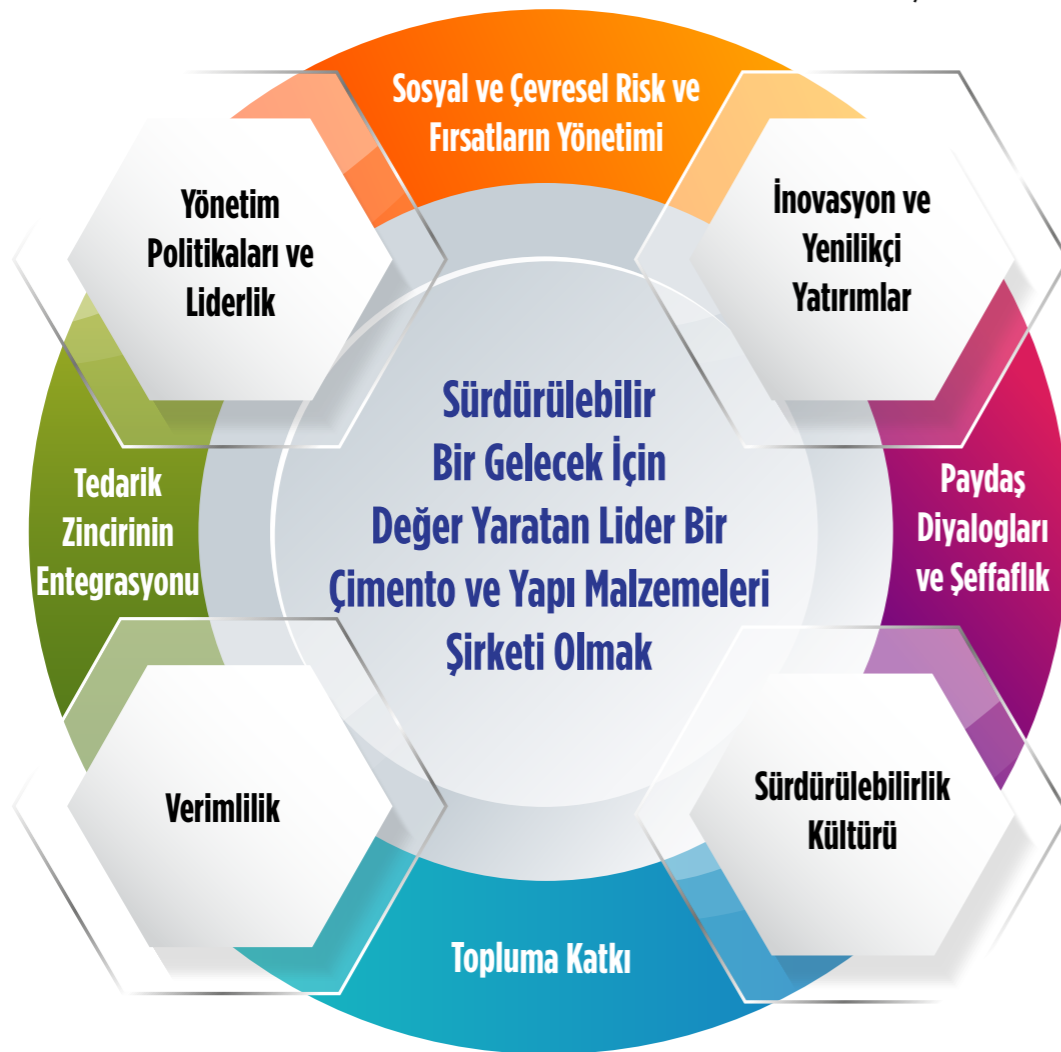 Sosyal ve Çevresel Risk ve
Fırsatların Yönetimi
Yönetim
Politikaları ve
Liderlik
İnovasyon ve
Yenilikçi
Yatırımlar
Sürdürülebilir
Bir Gelecek İçin
Değer Yaratan Lider Bir
Çimento ve Yapı Malzemeleri
Şirketi Olmak
Tedarik
Zincirinin
Entegrasyonu
Paydaş
Diyalogları
ve Şeffaflık
Verimlilik
Sürdürülebilirlik
Kültürü
Topluma Katkı